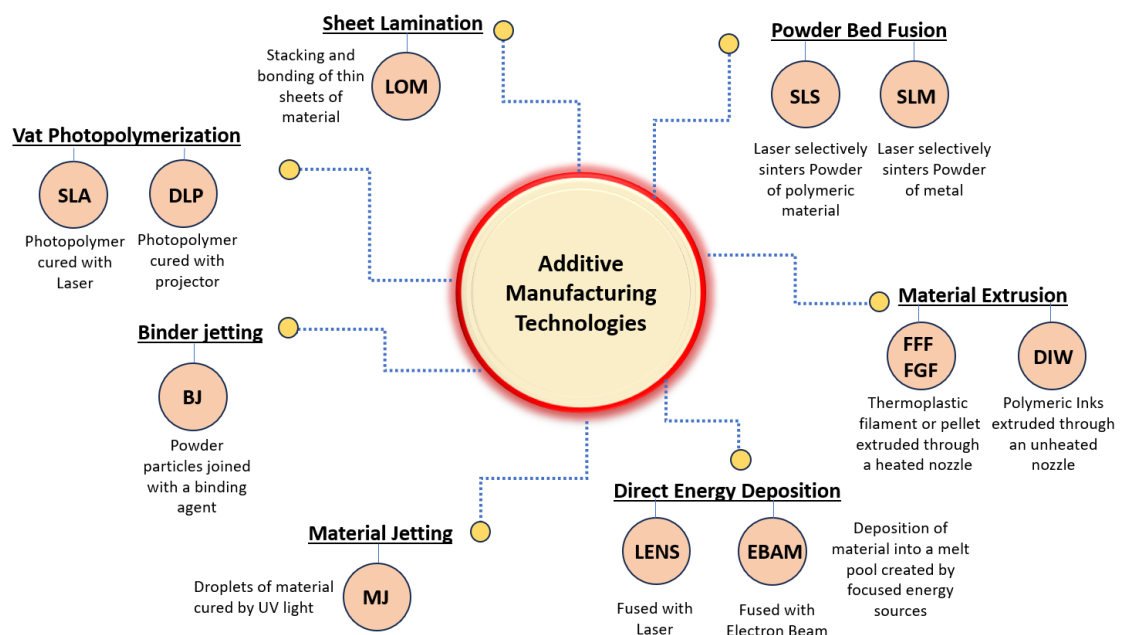 Sheet Lamination
Stacking and
bonding of thin
sheets of
material
LOM
Powder Bed Fusion
SLS
SLM
Laser selectively
sinters Powder
of polymeric
material
Laser selectively
sinters Powder
of metal
Vat Photopolymerization
SLA
DLP
Photopolymer
cured with
Laser
Photopolymer
cured with
projector
Additive
Manufacturing
Technologies
Material Extrusion
FFF
FGF
DIW
Thermoplastic
filament or pellet
extruded through
a heated nozzle
Polymeric Inks
extruded through
an unheated
nozzle
Binder jetting
BJ
Powder
particles joined
with a binding
agent
Direct Energy Deposition
LENS
EBAM
Fused with
Laser
Fused with
Electron Beam
Deposition of
material into a melt
pool created by
focused energy
sources
Material Jetting
Droplets of material
cured by UV light
MJ